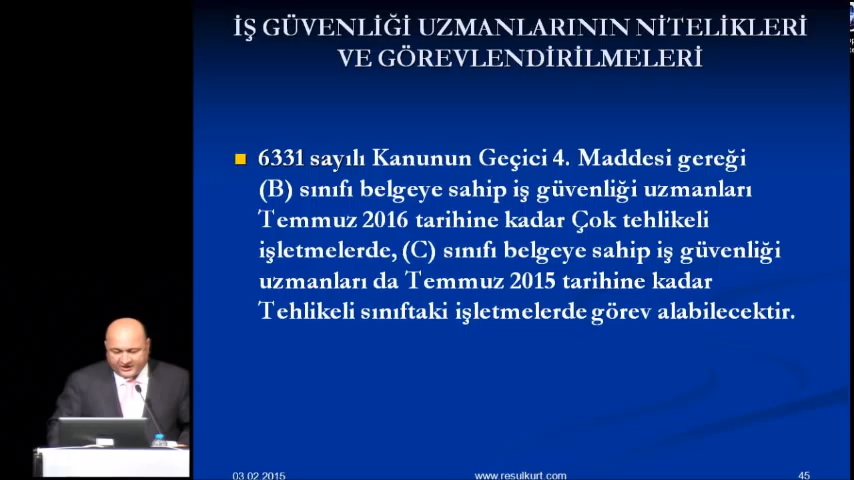 İŞ GÜVENLİĞİ UZMANLARININ NİTELİKLERİ
VE GÖREVLENDİRİLMELERİ
6331 sayılı Kanunun Geçici 4. Maddesi gereği
(B) sınıfı belgeye sahip iş güvenliği uzmanları
Temmuz 2016 tarihine kadar Çok tehlikeli
işletmelerde, (C) sınıfı belgeye sahip iş güvenliği
uzmanları da Temmuz 2015 tarihine kadar
Tehlikeli sınıftaki işletmelerde görev alabilecektir.
03.02.2015 www.resulkurt.com 45